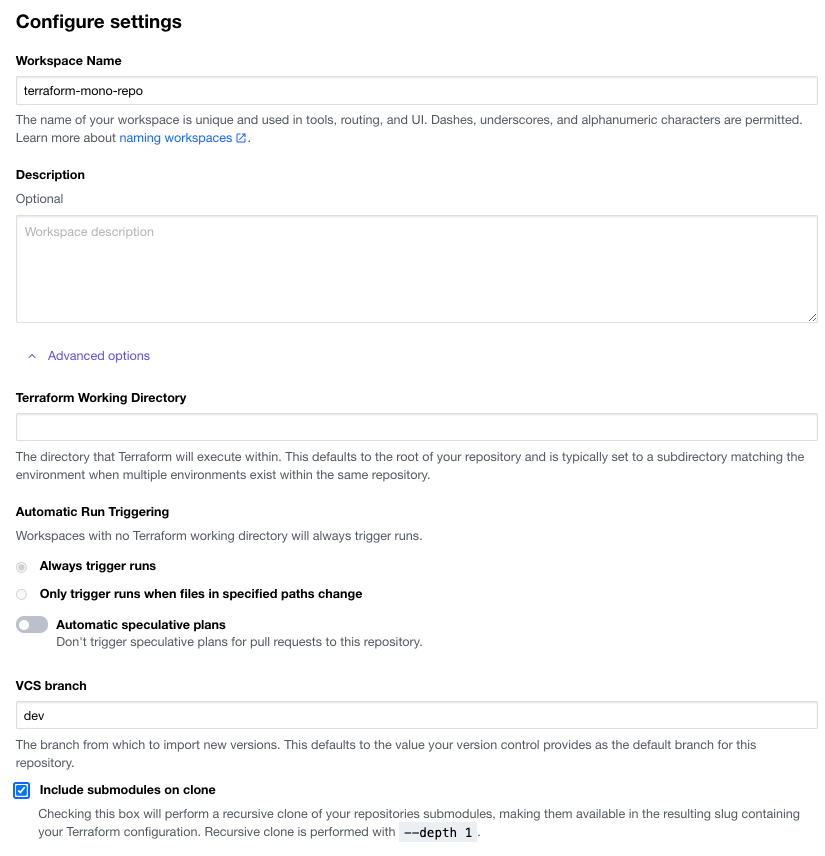 Configure settings
Workspace Name
terraform-mono-repo
The name of your workspace is unique and used in tools, routing, and UI. Dashes, underscores, and alphanumeric characters are permitted.
Learn more about naming workspaces.
Description
Optional
Workspace description
Advanced options
Terraform Working Directory
The directory that Terraform will execute within. This defaults to the root of your repository and is typically set to a subdirectory matching the
environment when multiple environments exist within the same repository.
Automatic Run Triggering
Workspaces with no Terraform working directory will always trigger runs.
Always trigger runs
Only trigger runs when files in specified paths change
Automatic speculative plans
Don't trigger speculative plans for pull requests to this repository.
VCS branch
dev
The branch from which to import new versions. This defaults to the value your version control provides as the default branch for this
repository.
Include submodules on clone
Checking this box will perform a recursive clone of your repositories submodules, making them available in the resulting slug containing
your Terraform configuration. Recursive clone is performed with --depth 1.